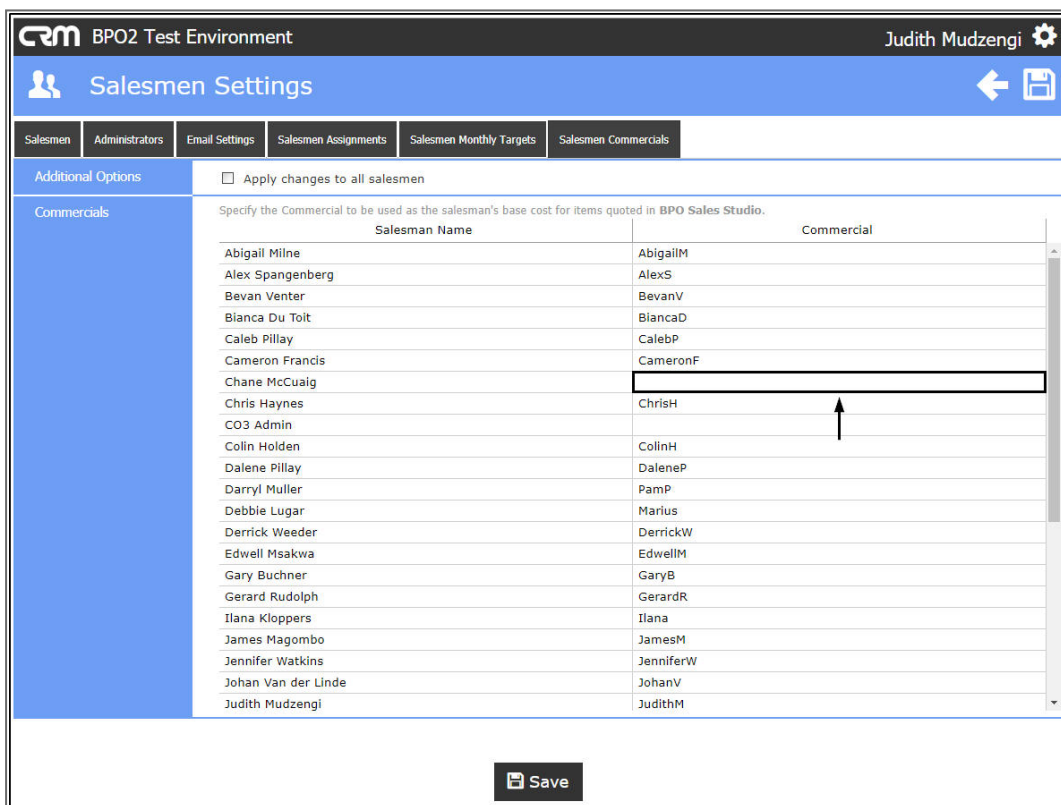 CRM BPO2 Test Environment Judith Mudzengi
Salesmen Settings
Salesmen Administrators Email Settings Salesmen Assignments Salesmen Monthly Targets Salesmen Commercials
Additional Options Apply changes to all salesmen
Commercials Specify the Commercial to be used as the salesman's base cost for items quoted in BPO Sales Studio.
Salesman Name Commercial
Abigail Milne AbigailM
Alex Spangenberg AlexS
Bevan Venter BevanV
Bianca Du Toit BiancaD
Caleb Pillay CalebP
Cameron Francis CameronF
Chane McCuaig
Chris Haynes ChrisH
CO3 Admin
Colin Holden ColinH
Dalene Pillay DaleneP
Darryl Muller PamP
Debbie Lugar Marius
Derrick Weeder DerrickW
Edwell Msakwa EdwellM
Gary Buchner GaryB
Gerard Rudolph GerardR
Ilana Kloppers Ilana
James Magombo JamesM
Jennifer Watkins JenniferW
Johan Van der Linde JohanV
Judith Mudzengi JudithM
Save